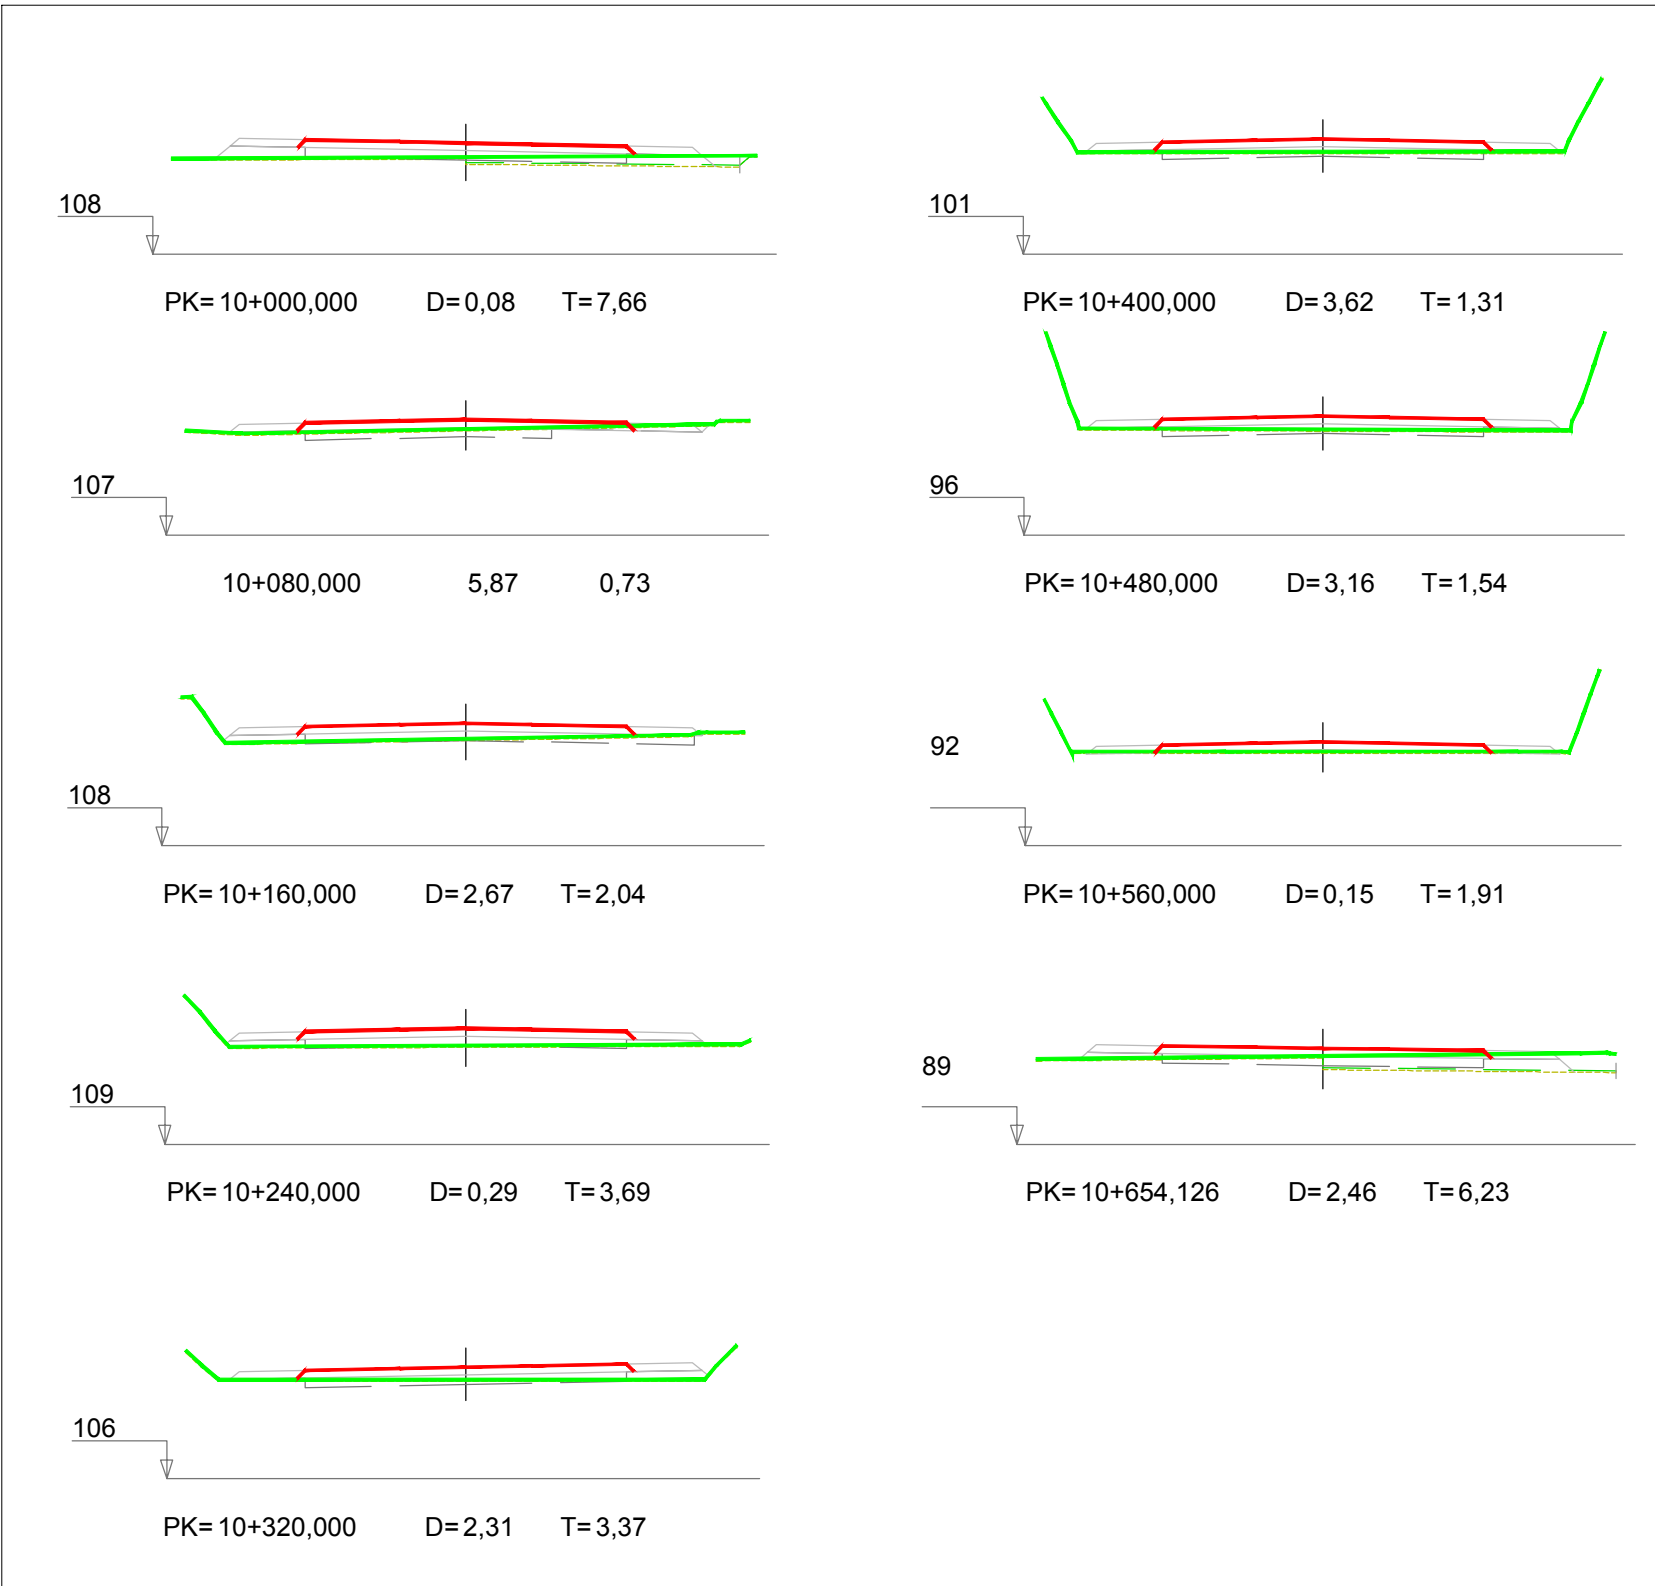 108
PK= 10+000,000 D= 0,08 T= 7,66
107
10+080,000 5,87 0,73
108
PK= 10+160,000 D= 2,67 T= 2,04
109
PK= 10+240,000 D= 0,29 T= 3,69
106
PK= 10+320,000 D= 2,31 T= 3,37
101
PK= 10+400,000 D= 3,62 T= 1,31
96
PK= 10+480,000 D= 3,16 T= 1,54
92
PK= 10+560,000 D= 0,15 T= 1,91
89
PK= 10+654,126 D= 2,46 T= 6,23